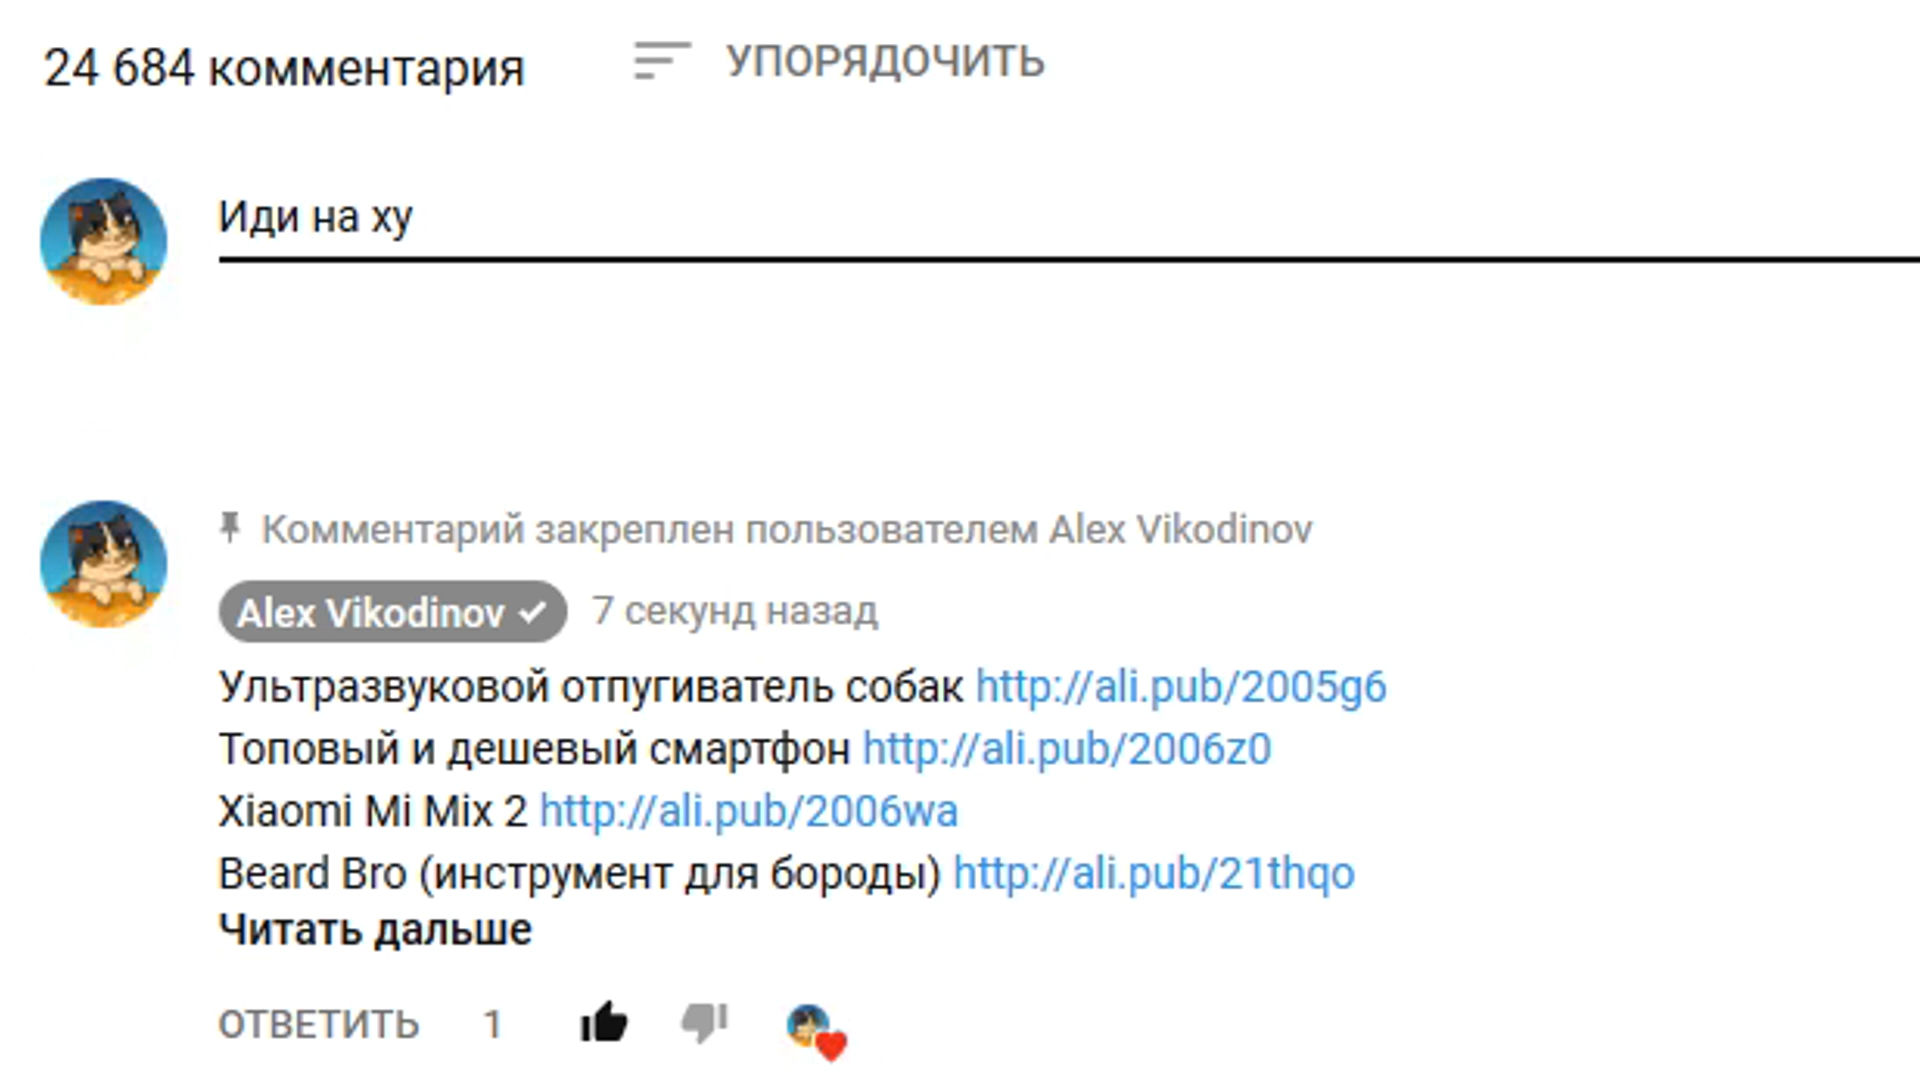 24 684 комментария
УПОРЯДОЧИТЬ
Иди на ху
Комментарий закреплен пользователем Alex Vikodinov
Alex Vikodinov 7 секунд назад
Ультразвуковой отпугиватель собак http://ali.pub/2005g6
Топовый и дешевый смартфон http://ali.pub/2006z0
Xiaomi Mi Mix 2 http://ali.pub/2006wa
Beard Bro (инструмент для бороды) http://ali.pub/21thqo
Читать дальше
ОТВЕТИТЬ 1